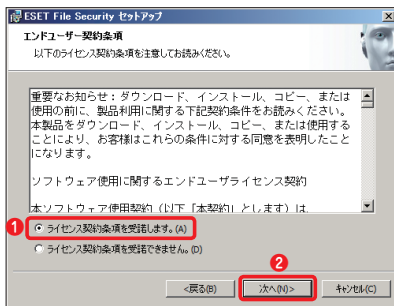 ESET File Security セットアップ
エンドユーザー契約条項
以下のライセンス契約条項を注意してお読みください。
重要なお知らせ：ダウンロード、インストール、コピー、または
使用の前に、製品利用に関する下記契約条件をお読みください。
本製品をダウンロード、インストール、コピー、または使用する
ことにより、お客様はこれらの条件に対する同意を表明したこと
になります。
ソフトウェア使用に関するエンドユーザライセンス契約
本ソフトウェア使用契約（以下「本契約」とします）は、
1 ライセンス契約条項を受諾します。(A)
ライセンス契約条項を受諾できません。(D)
2
<戻る(B) 次へ(N)> キャンセル(C)